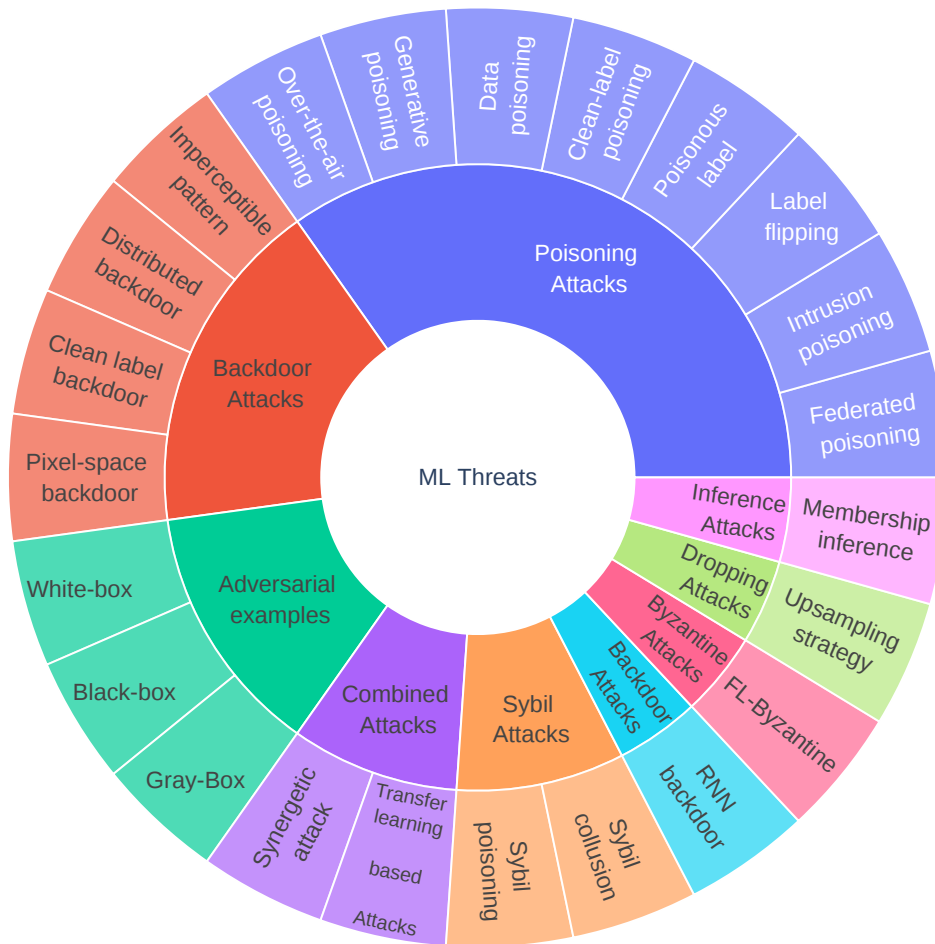 ML Threats
Poisoning
Attacks
Over-the-air
poisoning
Generative
poisoning
Data
poisoning
Clean-label
poisoning
Poisonous
label
Label
flipping
Intrusion
poisoning
Federated
poisoning
Inference
Attacks
Membership
inference
Dropping
Attacks
Upsampling
strategy
Byzantine
Attacks
FL-Byzantine
Backdoor
Attacks
RNN
backdoor
Sybil
Attacks
Sybil
collusion
Sybil
poisoning
Combined
Attacks
Transfer
learning
based
Attacks
Synergetic
attack
Adversarial
examples
Gray-Box
Black-box
White-box
Backdoor
Attacks
Pixel-space
backdoor
Clean label
backdoor
Distributed
backdoor
Imperceptible
pattern